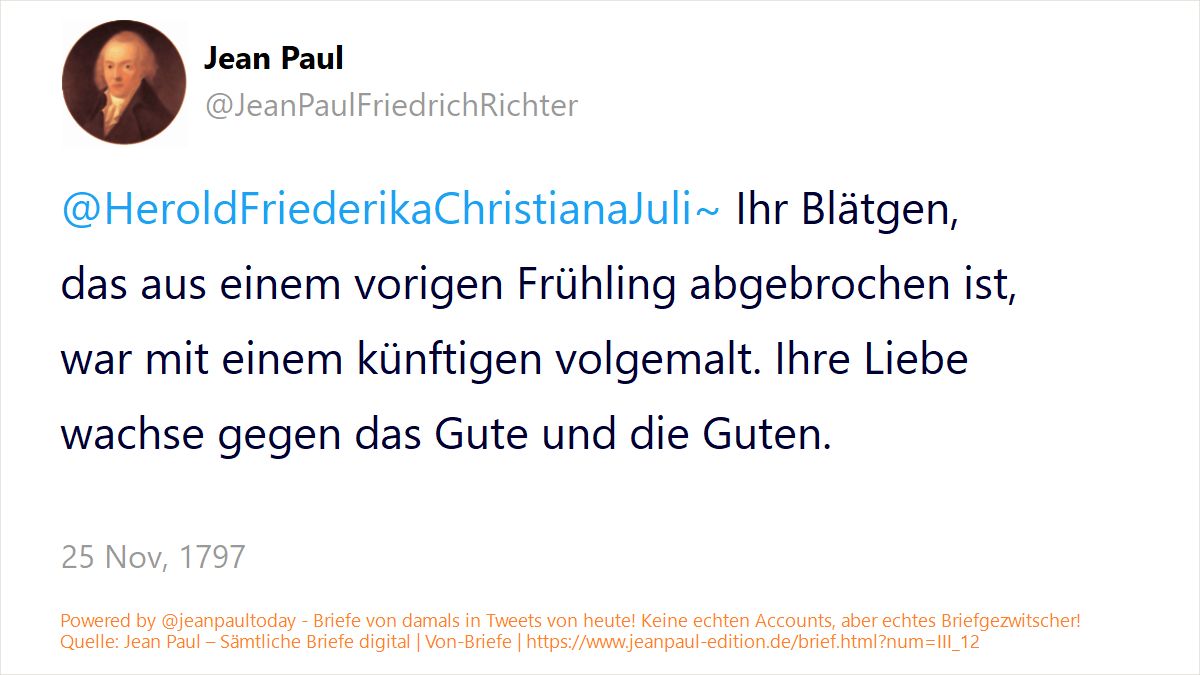 Jean Paul
@JeanPaulFriedrichRichter
@HeroldFriederikaChristianaJuli~ Ihr Blätgen,
das aus einem vorigen Frühling abgebrochen ist,
war mit einem künftigen volgemalt. Ihre Liebe
wachse gegen das Gute und die Guten.
25 Nov, 1797
Powered by @jeanpaultoday - Briefe von damals in Tweets von heute! Keine echten Accounts, aber echtes Briefgezwitscher!
Quelle: Jean Paul – Sämtliche Briefe digital | Von-Briefe | https://www.jeanpaul-edition.de/brief.html?num=III_12